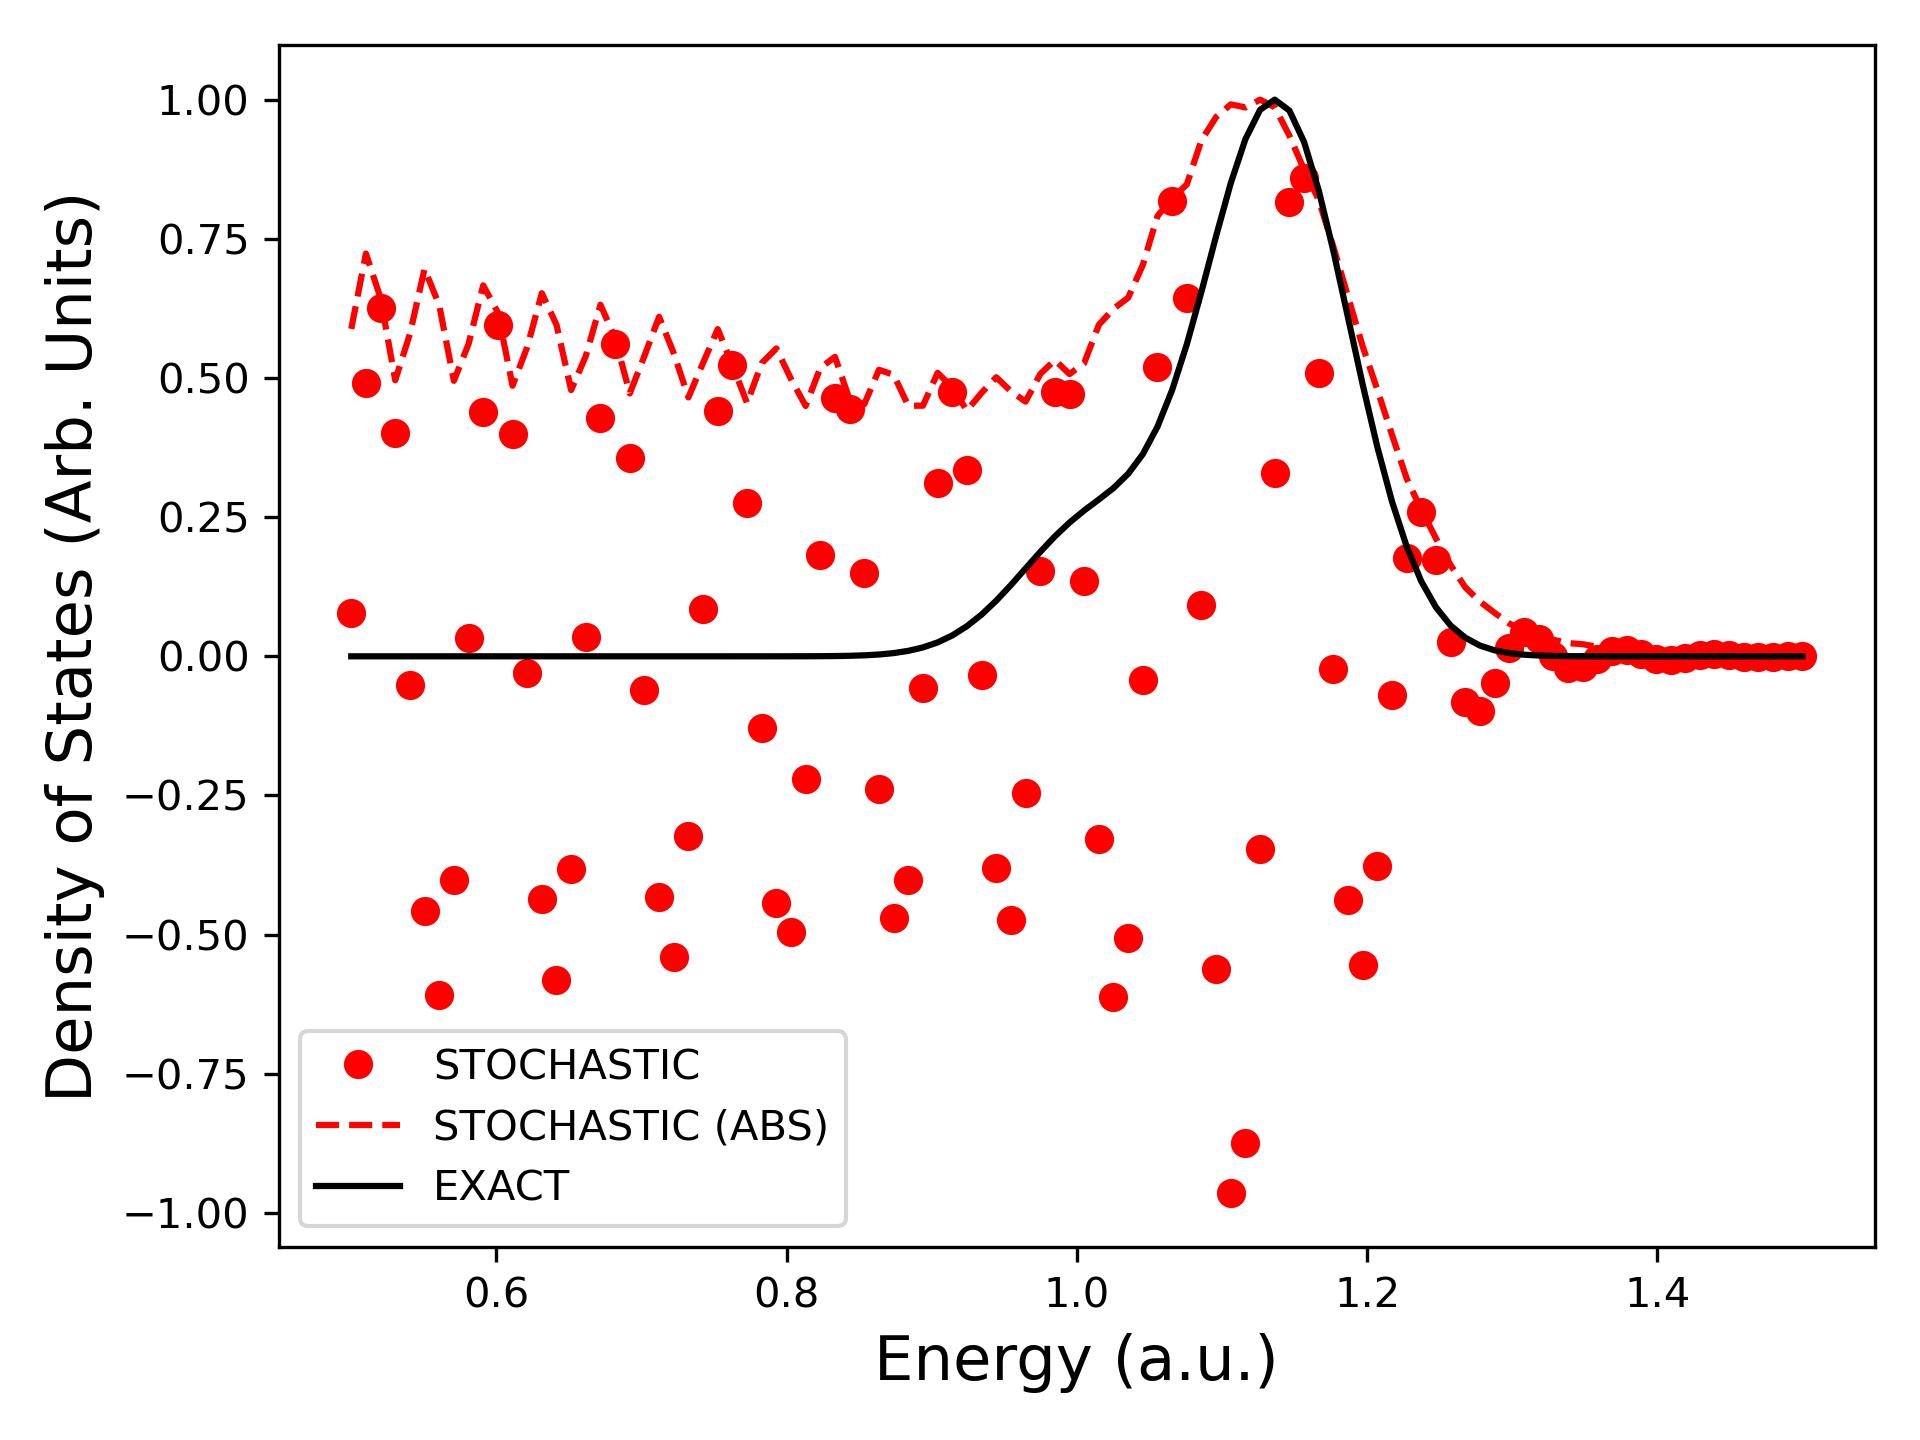 Density of States (Arb. Units)
1.00
0.75
0.50
0.25
0.00
−0.25
−0.50
−0.75
−1.00
STOCHASTIC
STOCHASTIC (ABS)
EXACT
0.6 0.8 1.0 1.2 1.4
Energy (a.u.)